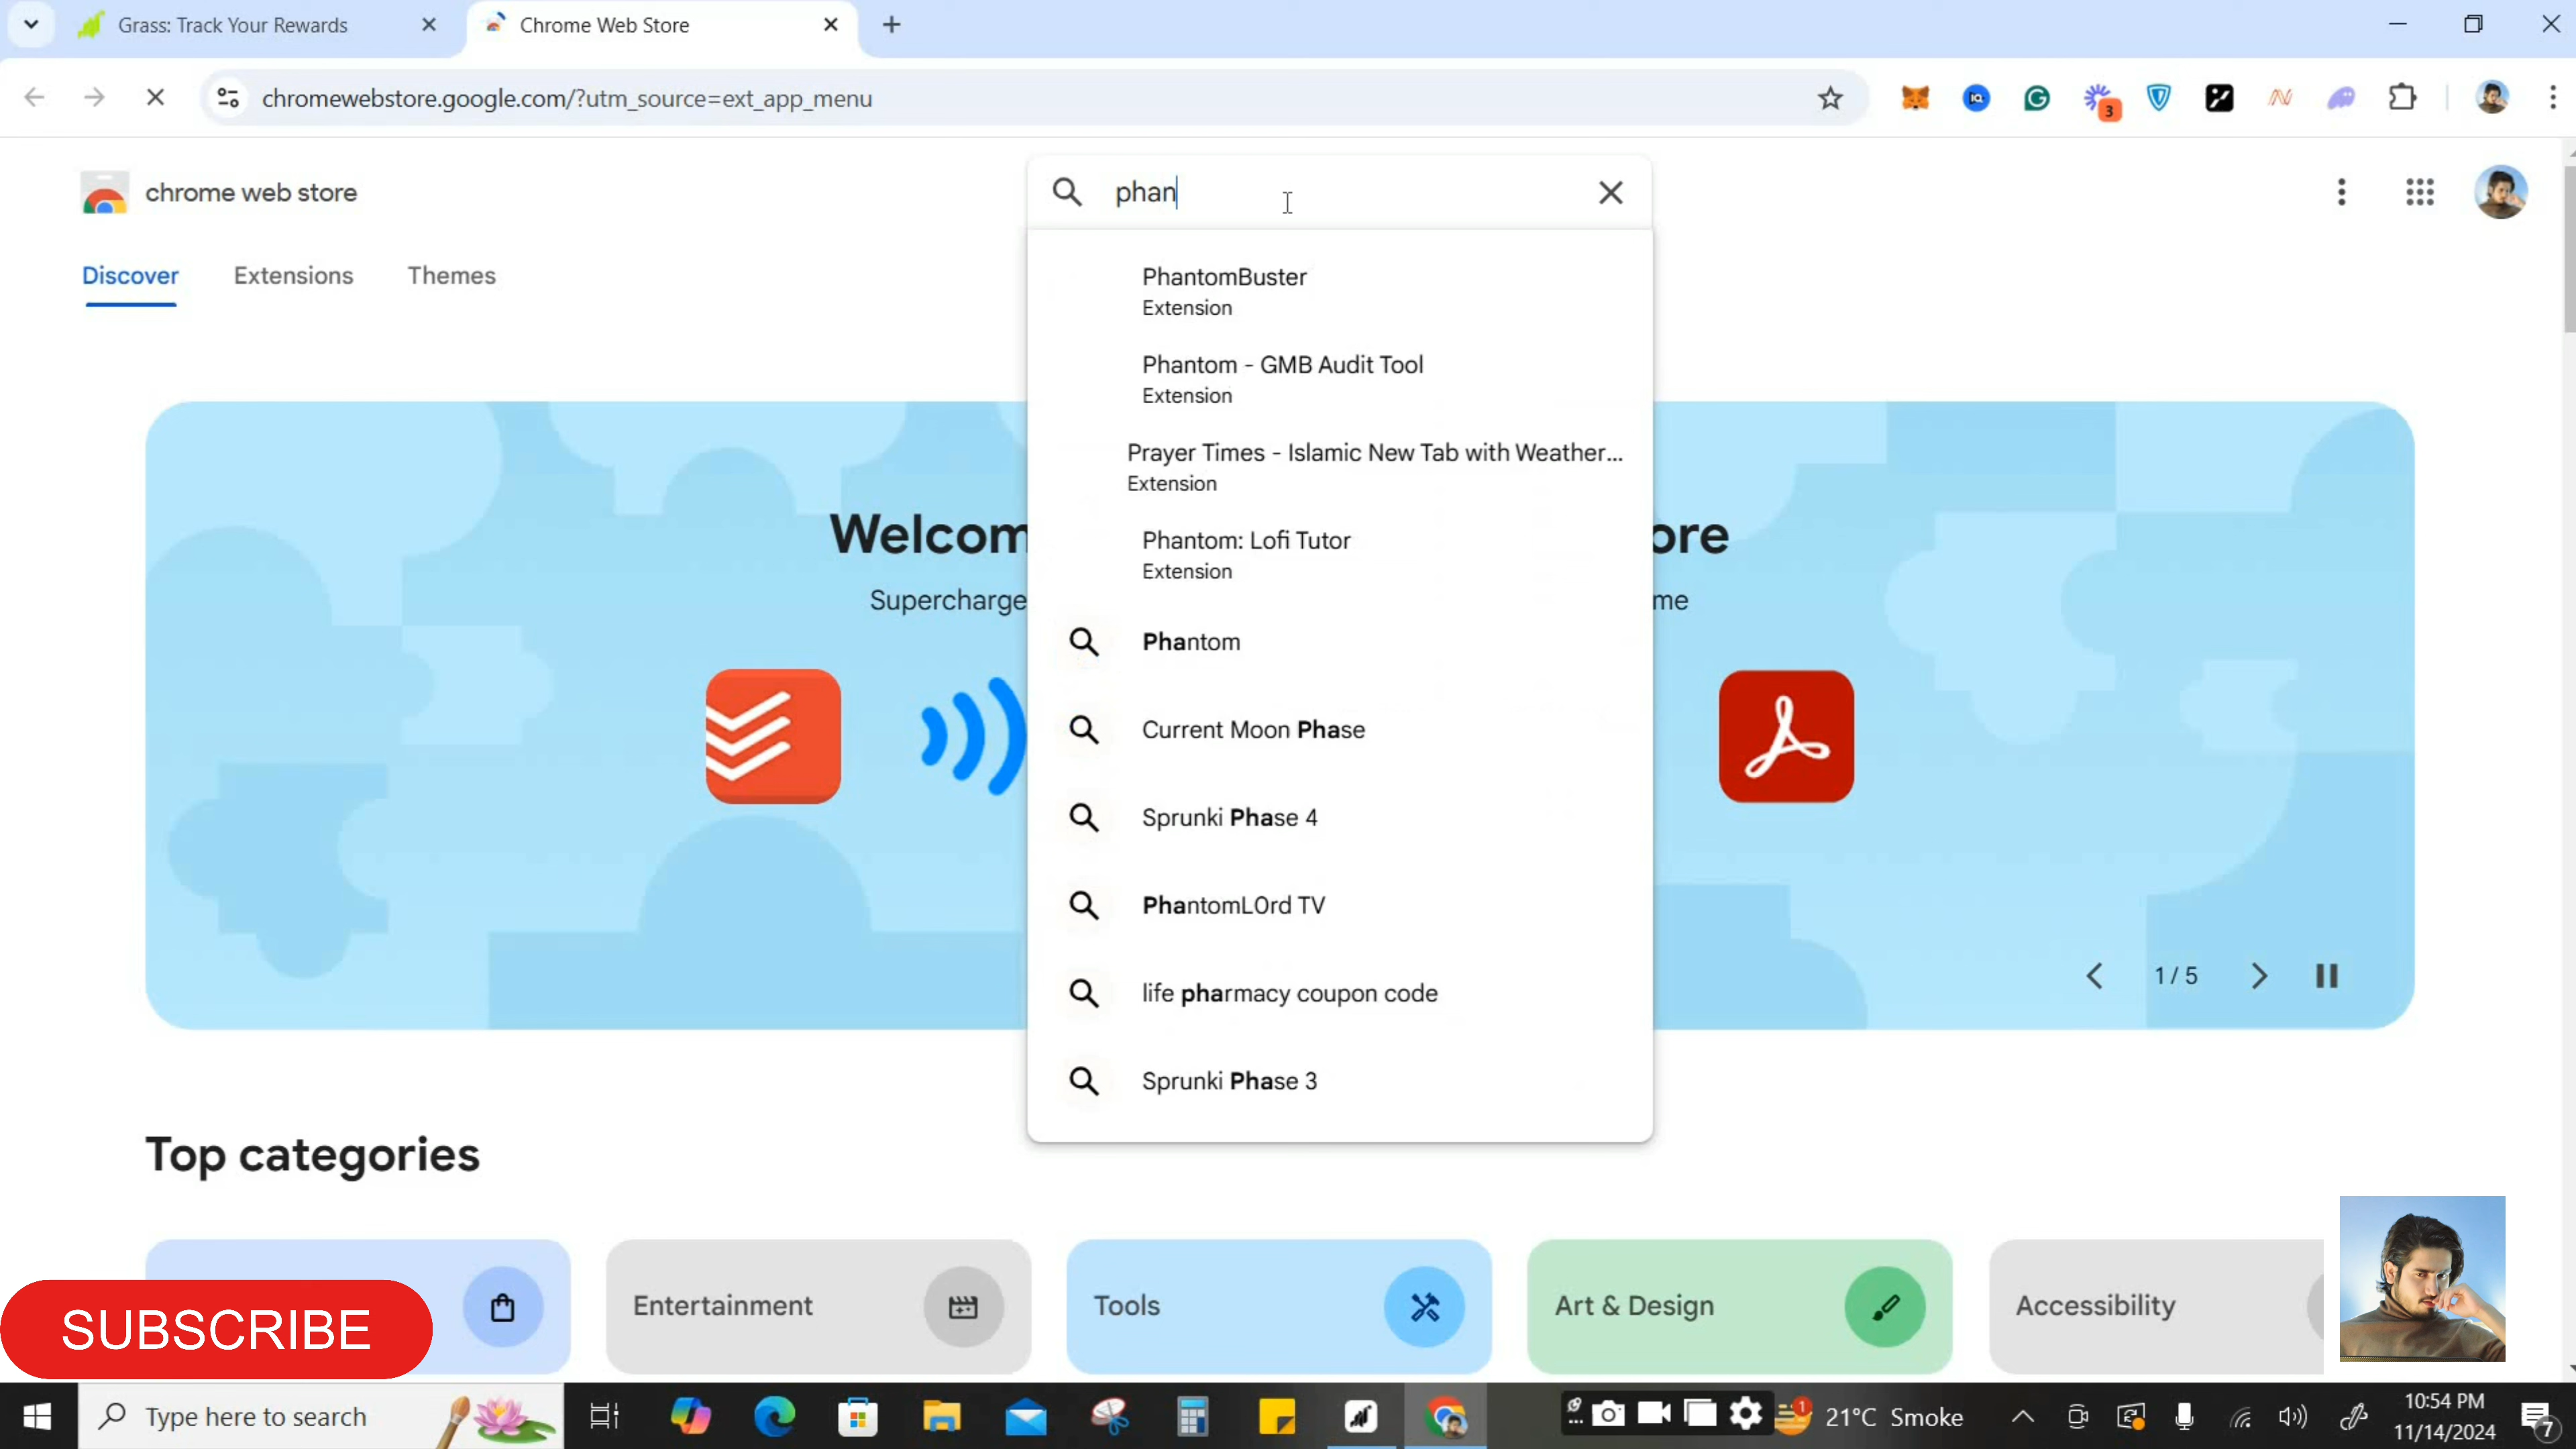 Grass: Track Your Rewards
Chrome Web Store
chromewebstore.google.com/?utm_source=ext_app_menu
3
chrome web store
phan
Discover
Extensions
Themes
PhantomBuster
Extension
Phantom - GMB Audit Tool
Extension
Prayer Times - Islamic New Tab with Weather...
Extension
Phantom: Lofi Tutor
Extension
Welcom
ore
Supercharge
me
Phantom
Current Moon Phase
Sprunki Phase 4
PhantomL0rd TV
life pharmacy coupon code
Sprunki Phase 3
1 / 5
Top categories
Entertainment
Tools
Art & Design
Accessibility
SUBSCRIBE
Type here to search
1
21°C Smoke
10:54 PM
11/14/2024
7